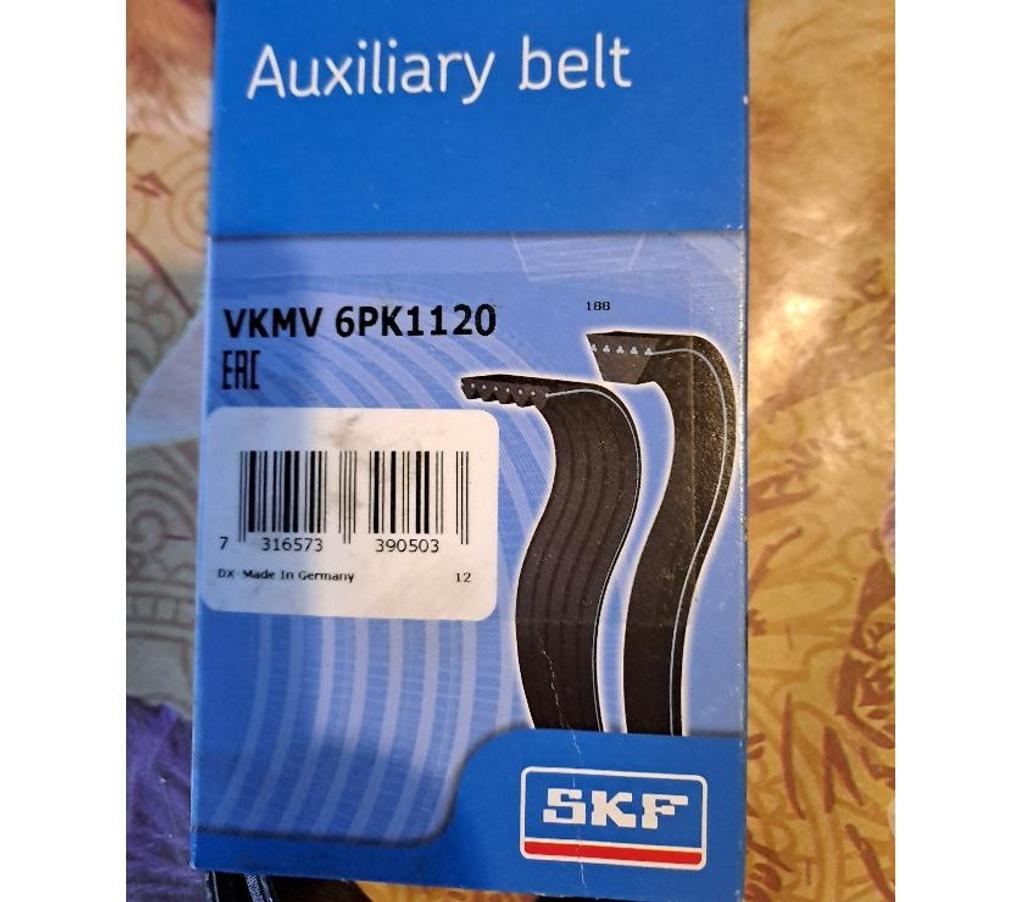 Auxiliary belt
188
VKMV 6PK1120
EAC
7 316573 390503
DX Made In Germany 12
SKF